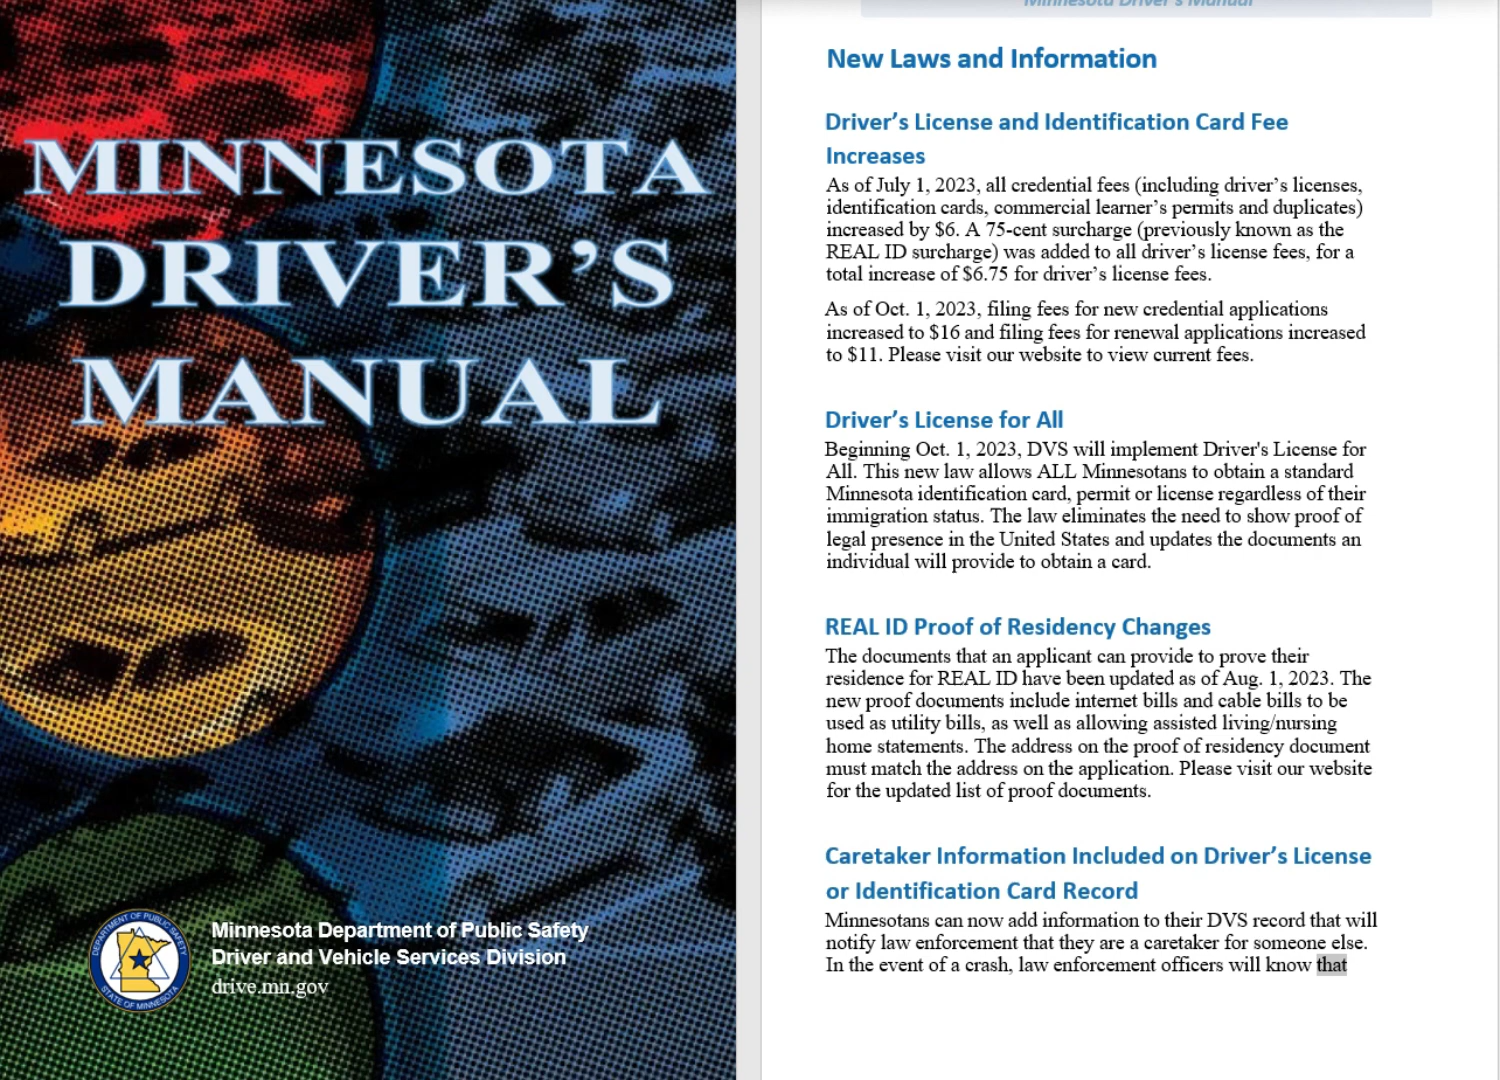 MINNESOTA
DRIVER’S
MANUAL
DEPARTMENT OF PUBLIC SAFETY
STATE OF MINNESOTA
Minnesota Department of Public Safety
Driver and Vehicle Services Division
drive.mn.gov
Minnesota Driver's Manual
New Laws and Information
Driver’s License and Identification Card Fee
Increases
As of July 1, 2023, all credential fees (including driver’s licenses,
identification cards, commercial learner’s permits and duplicates)
increased by $6. A 75-cent surcharge (previously known as the
REAL ID surcharge) was added to all driver’s license fees, for a
total increase of $6.75 for driver’s license fees.
As of Oct. 1, 2023, filing fees for new credential applications
increased to $16 and filing fees for renewal applications increased
to $11. Please visit our website to view current fees.
Driver’s License for All
Beginning Oct. 1, 2023, DVS will implement Driver's License for
All. This new law allows ALL Minnesotans to obtain a standard
Minnesota identification card, permit or license regardless of their
immigration status. The law eliminates the need to show proof of
legal presence in the United States and updates the documents an
individual will provide to obtain a card.
REAL ID Proof of Residency Changes
The documents that an applicant can provide to prove their
residence for REAL ID have been updated as of Aug. 1, 2023. The
new proof documents include internet bills and cable bills to be
used as utility bills, as well as allowing assisted living/nursing
home statements. The address on the proof of residency document
must match the address on the application. Please visit our website
for the updated list of proof documents.
Caretaker Information Included on Driver’s License
or Identification Card Record
Minnesotans can now add information to their DVS record that will
notify law enforcement that they are a caretaker for someone else.
In the event of a crash, law enforcement officers will know that